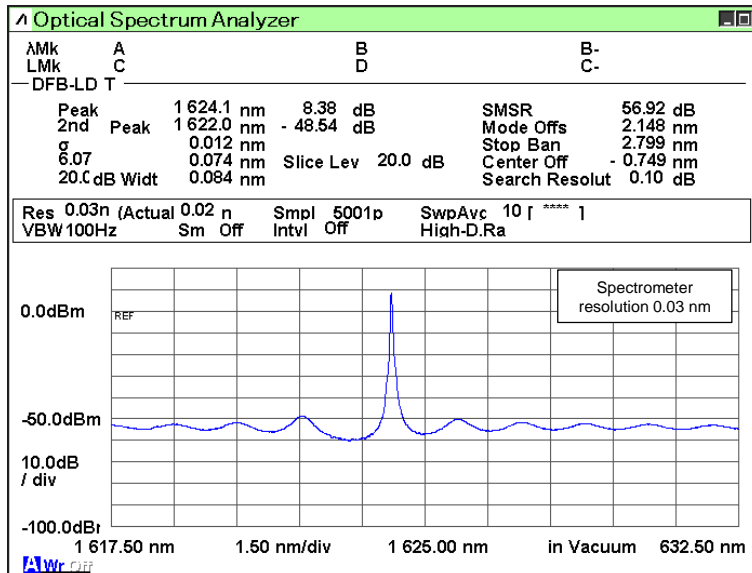 Optical Spectrum Analyzer
λMk A B B-
LMk C D C-
DFB-LD T
Peak 1 624.1 nm 8.38 dB SMSR 56.92 dB
2nd Peak 1 622.0 nm - 48.54 dB Mode Offs 2.148 nm
σ 0.012 nm Stop Ban 2.799 nm
6.07 0.074 nm Slice Lev 20.0 dB Center Off - 0.749 nm
20.0 dB Widt 0.084 nm Search Resolut 0.10 dB
Res 0.03n (Actual 0.02 n Smpl 5001p SwpAvc 10 [ **** ]
VBW 100Hz Sm Off Intvl Off High-D.Ra
Spectrometer
resolution 0.03 nm
0.0dBm
REF
-50.0dBm
10.0dB
/ div
-100.0dBr
1 617.50 nm 1.50 nm/div 1 625.00 nm in Vacuum 632.50 nm
A Wr Off